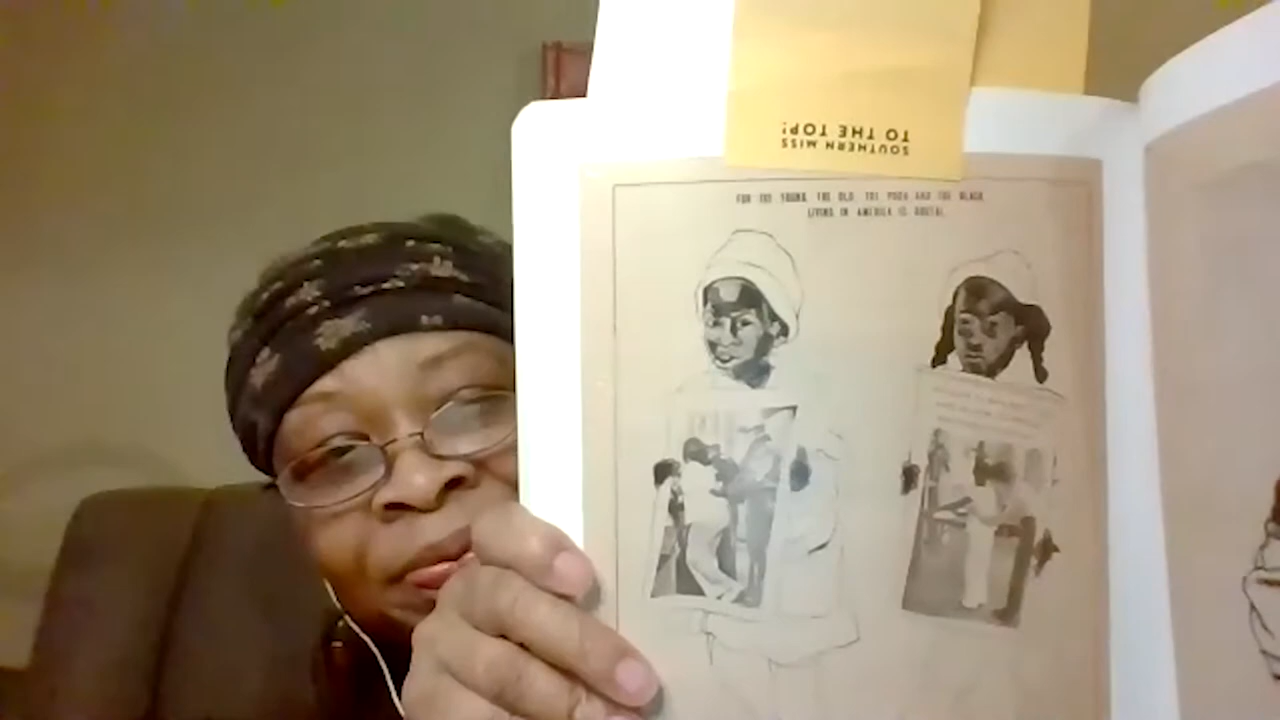 SOUTHERN MISS
TO THE TOP!
FOR THE YOUNG, THE OLD, THE POOR AND THE BLACK,
LIVING IN AMERICA IS BRUTAL.